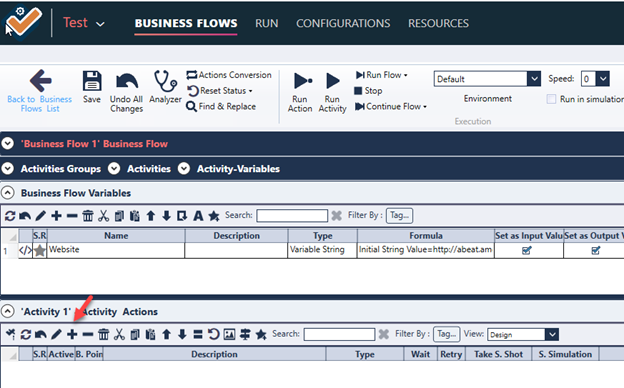 Test BUSINESS FLOWS RUN CONFIGURATIONS RESOURCES
Back to Business Flows List
Save
Undo All Changes
Analyzer
Actions Conversion
Reset Status
Find & Replace
Run Action
Run Activity
Run Flow
Stop
Continue Flow
Default
Environment
Speed: 0
Run in simulation
Execution
'Business Flow 1' Business Flow
Activities Groups Activities Activity-Variables
Business Flow Variables
Search: Filter By : Tag...
S.R Name Description Type Formula Set as Input Valu Set as Output V
1 </> Website Variable String Initial String Value=http://abeat.am
'Activity 1' Activity Actions
Search: Filter By : Tag... View: Design
S.R Active B. Poin Description Type Wait Retry Take S. Shot S. Simulation